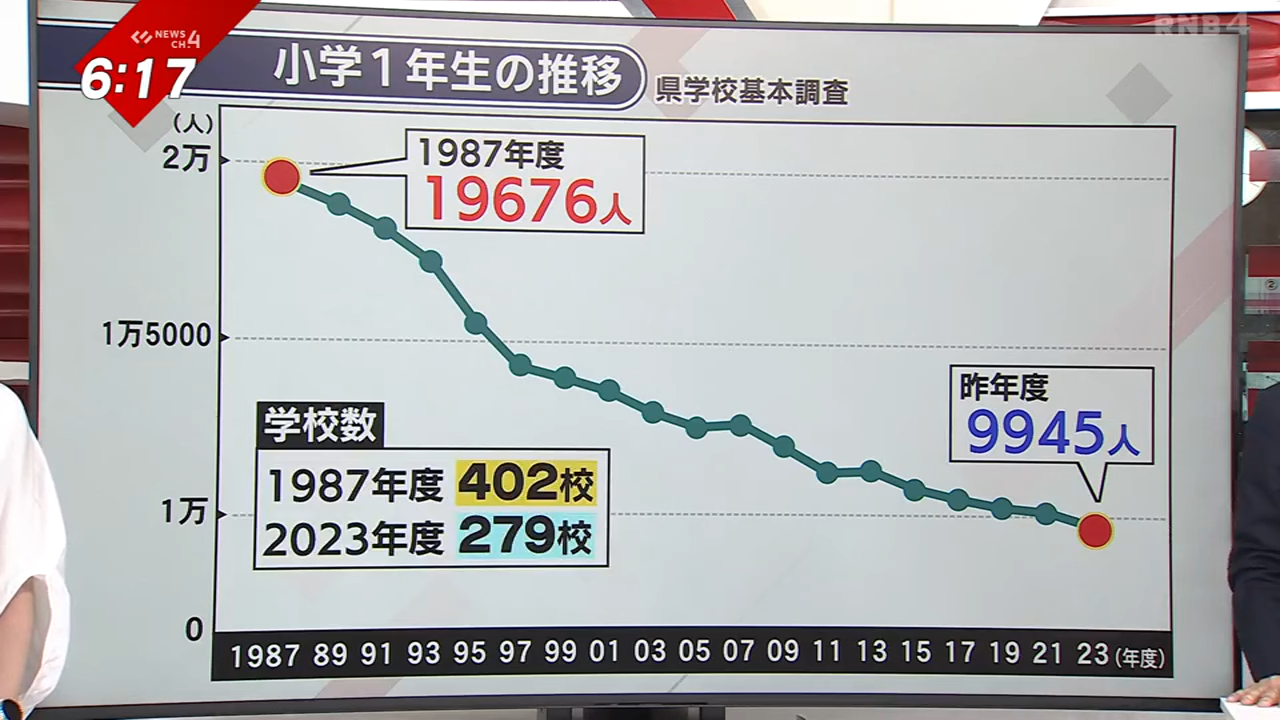 NEWS
CH.4
6:17
RNB 4
小学1年生の推移
県学校基本調査
(人)
2万
1987年度
19676人
1万5000
昨年度
9945人
学校数
1987年度 402校
2023年度 279校
1万
0
1987 89 91 93 95 97 99 01 03 05 07 09 11 13 15 17 19 21 23 (年度)
②